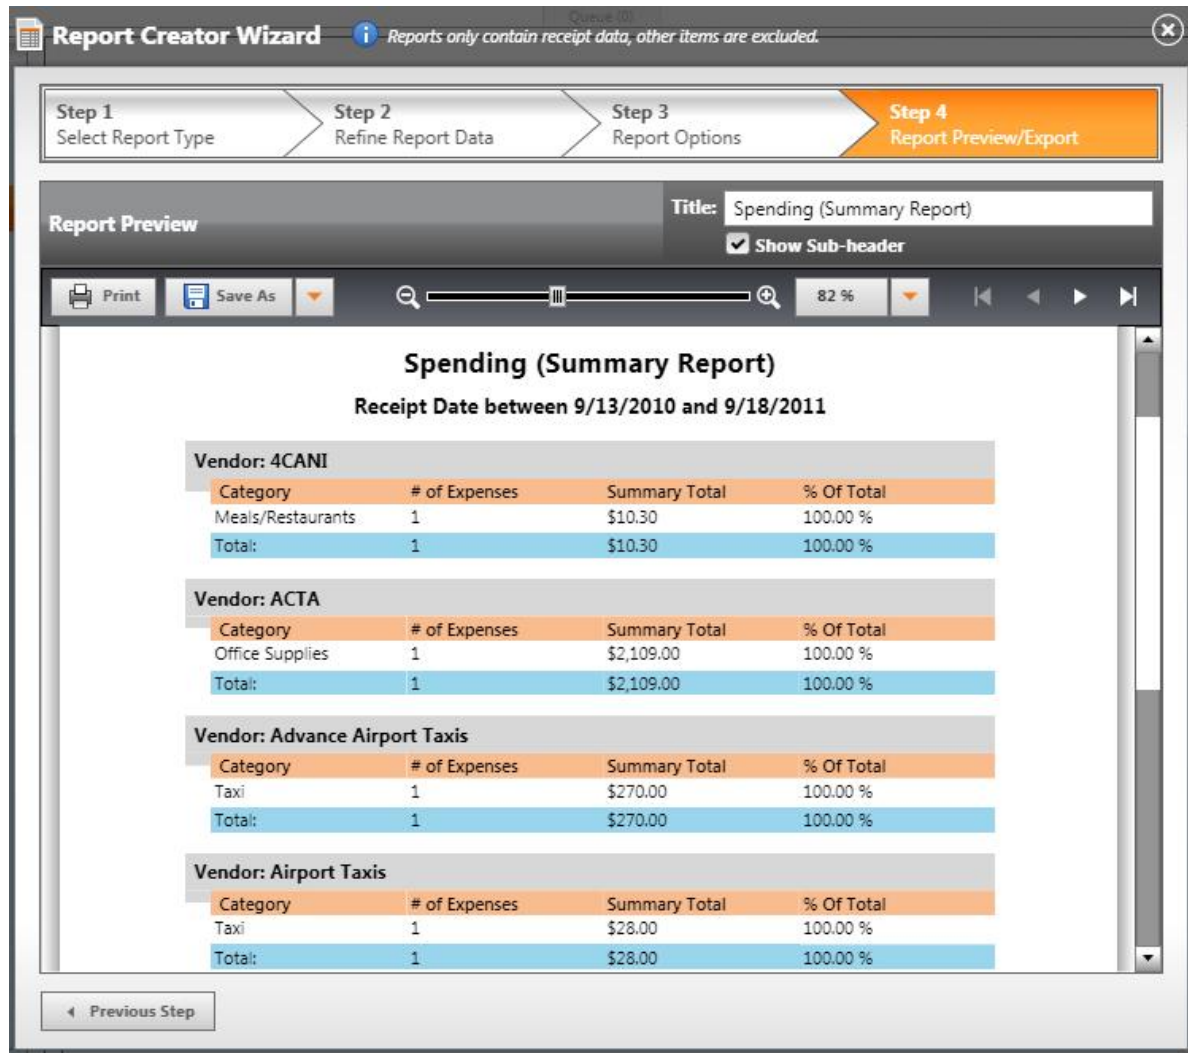 Queue (0)
Report Creator Wizard i Reports only contain receipt data, other items are excluded.
Step 1 Step 2 Step 3 Step 4
Select Report Type Refine Report Data Report Options Report Preview/Export
Title: Spending (Summary Report)
Report Preview
Show Sub-header
Print Save As 82 %
Spending (Summary Report)
Receipt Date between 9/13/2010 and 9/18/2011
Vendor: 4CANI
Category # of Expenses Summary Total % Of Total
Meals/Restaurants 1 $10.30 100.00 %
Total: 1 $10.30 100.00 %
Vendor: ACTA
Category # of Expenses Summary Total % Of Total
Office Supplies 1 $2,109.00 100.00 %
Total: 1 $2,109.00 100.00 %
Vendor: Advance Airport Taxis
Category # of Expenses Summary Total % Of Total
Taxi 1 $270.00 100.00 %
Total: 1 $270.00 100.00 %
Vendor: Airport Taxis
Category # of Expenses Summary Total % Of Total
Taxi 1 $28.00 100.00 %
Total: 1 $28.00 100.00 %
Previous Step